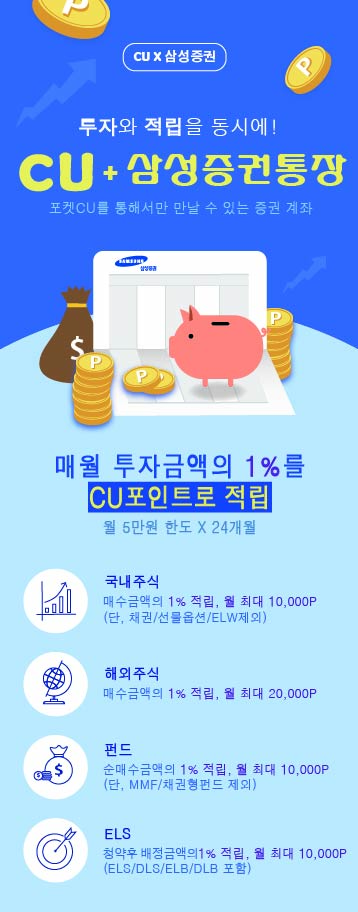 CU X 삼성증권
투자와 적립을 동시에!
CU + 삼성증권통장
포켓CU를 통해서만 만날 수 있는 증권 계좌
SAMSUNG
삼성증권
P
P
$
P
P
P
매월 투자금액의 1%를
CU포인트로 적립
월 5만원 한도 X 24개월
국내주식
매수금액의 1% 적립, 월 최대 10,000P
(단, 채권/선물옵션/ELW제외)
해외주식
매수금액의 1% 적립, 월 최대 20,000P
펀드
순매수금액의 1% 적립, 월 최대 10,000P
(단, MMF/채권형펀드 제외)
$
ELS
청약후 배정금액의1% 적립, 월 최대 10,000P
(ELS/DLS/ELB/DLB 포함)